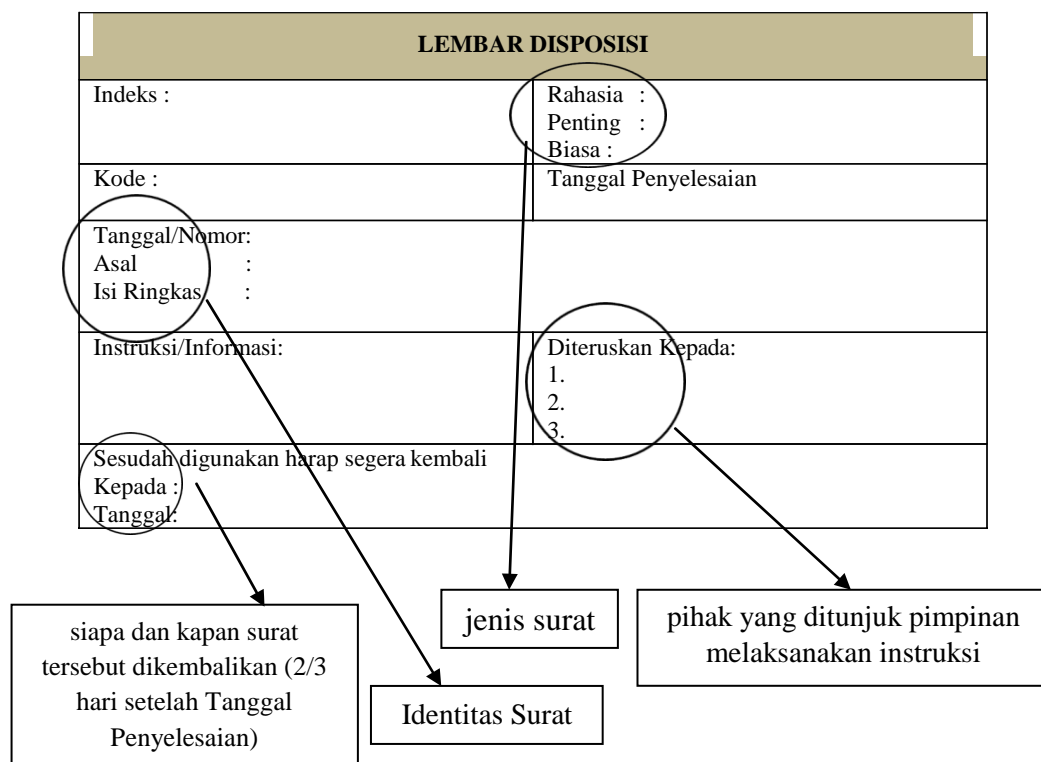 LEMBAR DISPOSISI
Indeks :
Rahasia :
Penting :
Biasa :
Kode :
Tanggal Penyelesaian
Tanggal/Nomor:
Asal :
Isi Ringkas :
Instruksi/Informasi:
Diteruskan Kepada:
1.
2.
3.
Sesudah digunakan harap segera kembali
Kepada :
Tanggal:
siapa dan kapan surat
tersebut dikembalikan (2/3
hari setelah Tanggal
Penyelesaian)
Identitas Surat
jenis surat
pihak yang ditunjuk pimpinan
melaksanakan instruksi